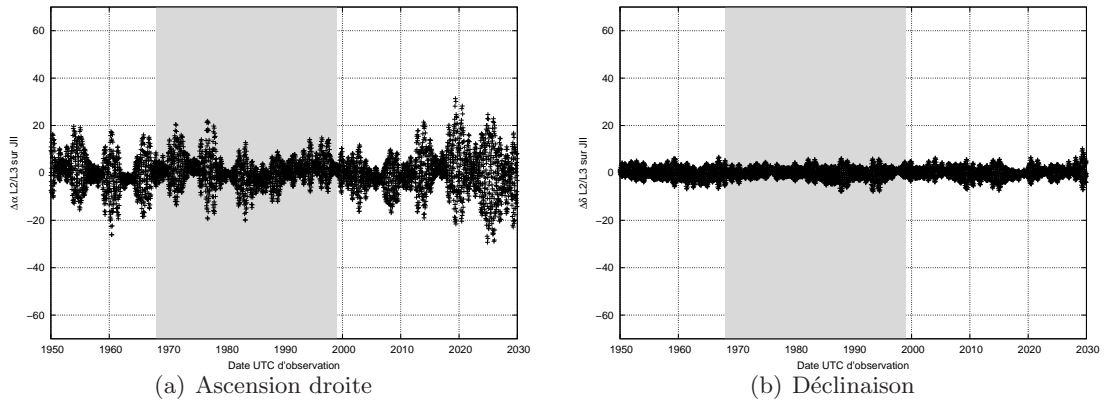 60
40
20
0
−20
−40
−60
Δα L2/L3 sur JII
1950 1960 1970 1980 1990 2000 2010 2020 2030
Date UTC d'observation
(a) Ascension droite
60
40
20
0
−20
−40
−60
Δδ L2/L3 sur JII
1950 1960 1970 1980 1990 2000 2010 2020 2030
Date UTC d'observation
(b) Déclinaison